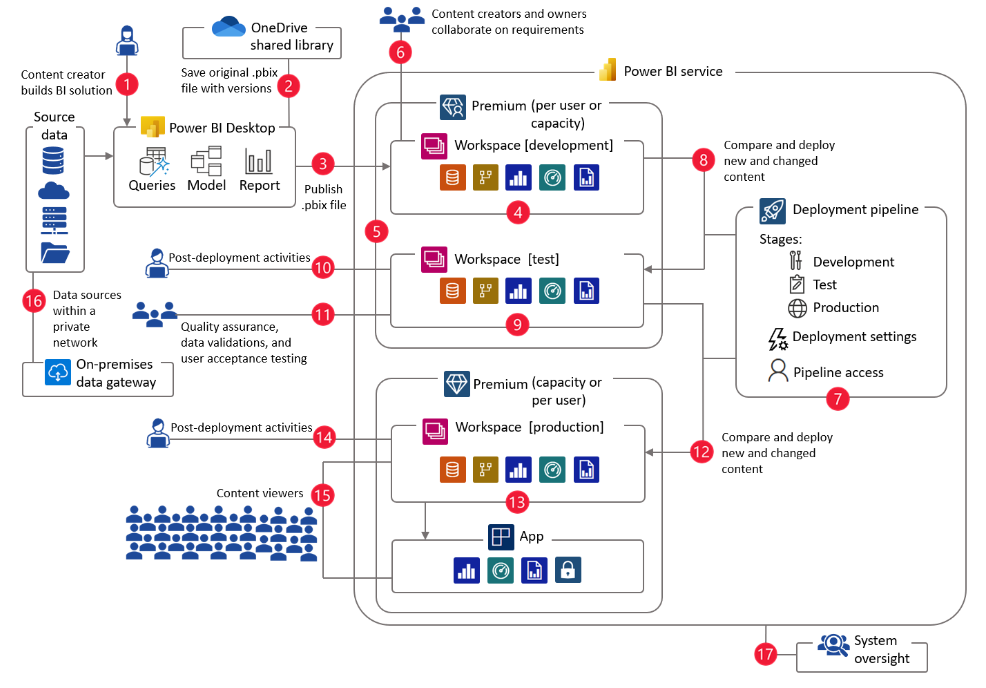 OneDrive
shared library
Content creators and owners
collaborate on requirements
6
Content creator
builds BI solution
1
Save original .pbix
file with versions
2
Power BI service
Source
data
Power BI Desktop
Queries
Model
Report
3
Publish
.pbix file
Premium (per user or
capacity)
Workspace [development]
4
5
8
Compare and deploy
new and changed
content
Deployment pipeline
Stages:
Development
Test
Production
Deployment settings
Pipeline access
7
Post-deployment activities
10
Workspace [test]
9
11
Quality assurance,
data validations, and
user acceptance testing
16
Data sources
within a
private
network
On-premises
data gateway
Premium (capacity or
per user)
Post-deployment activities
14
Workspace [production]
13
12
Compare and deploy
new and changed
content
Content viewers
15
App
17
System
oversight